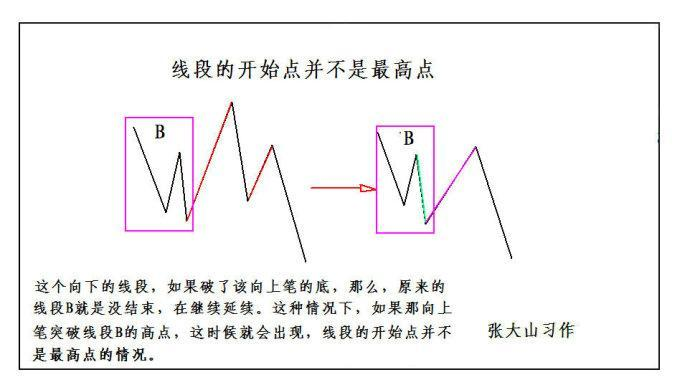 线段的开始点并不是最高点
B
B
这个向下的线段，如果破了该向上笔的底，那么，原来的
线段B就是没结束，在继续延续。这种情况下，如果那向上
笔突破线段B的高点，这时候就会出现，线段的开始点并不
是最高点的情况。
张大山习作